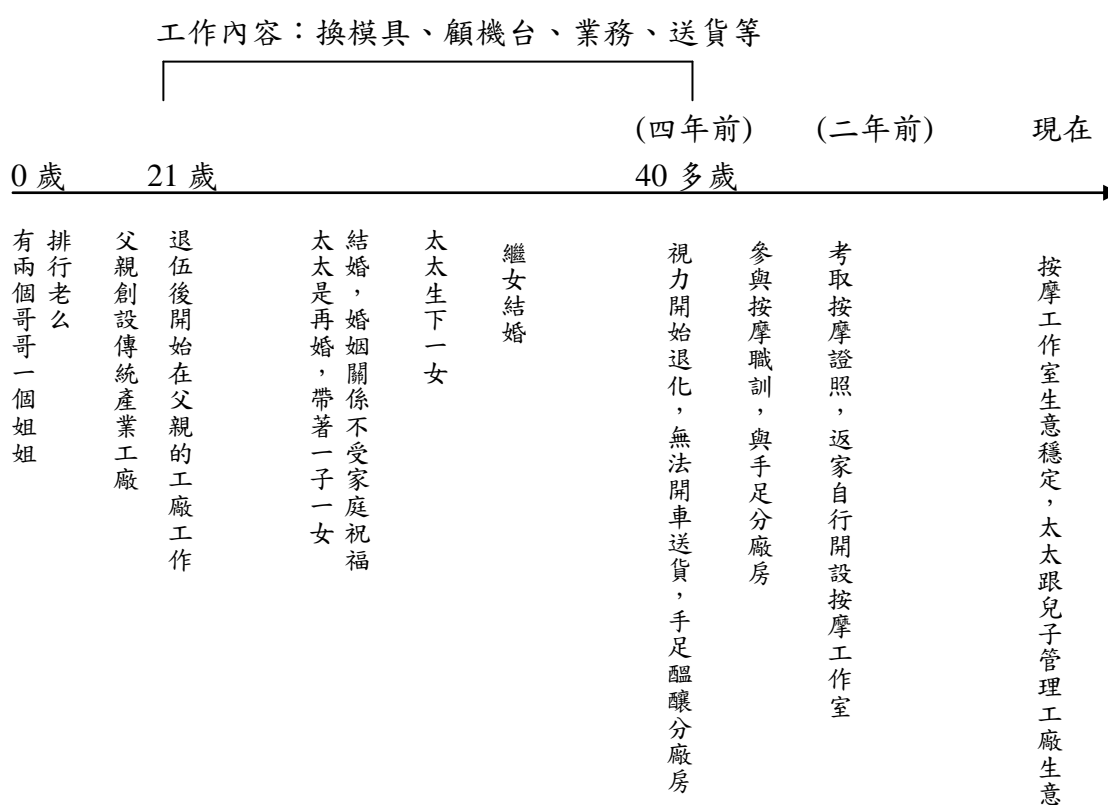 工作內容：換模具、顧機台、業務、送貨等
(四年前)
(二年前)
現在
0 歲
21 歲
40 多歲
排行老么
有兩個哥哥一個姐姐
父親創設傳統產業工廠
退伍後開始在父親的工廠工作
結婚，婚姻關係不受家庭祝福
太太是再婚，帶著一子一女
太太生下一女
繼女結婚
視力開始退化，無法開車送貨，手足醞釀分廠房
參與按摩職訓，與手足分廠房
考取按摩證照，返家自行開設按摩工作室
按摩工作室生意穩定，太太跟兒子管理工廠生意